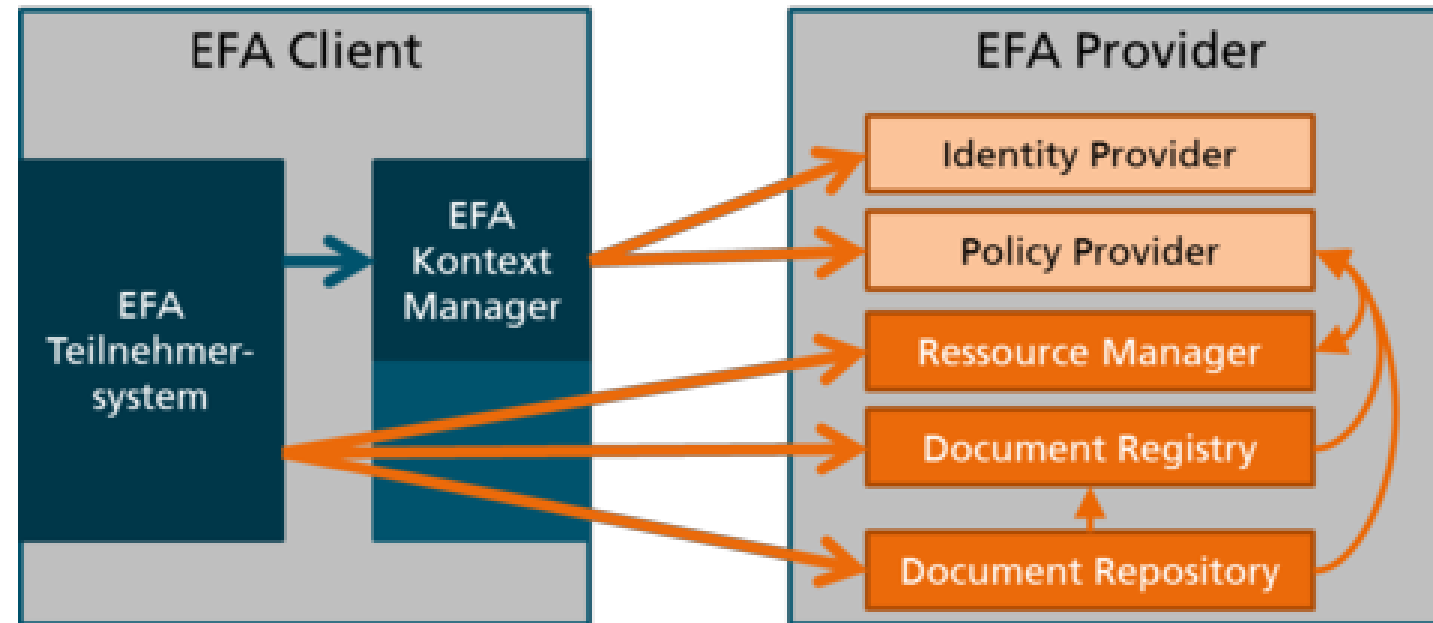 EFA Client
EFA
Teilnehmer-
system
EFA
Kontext
Manager
EFA Provider
Identity Provider
Policy Provider
Ressource Manager
Document Registry
Document Repository